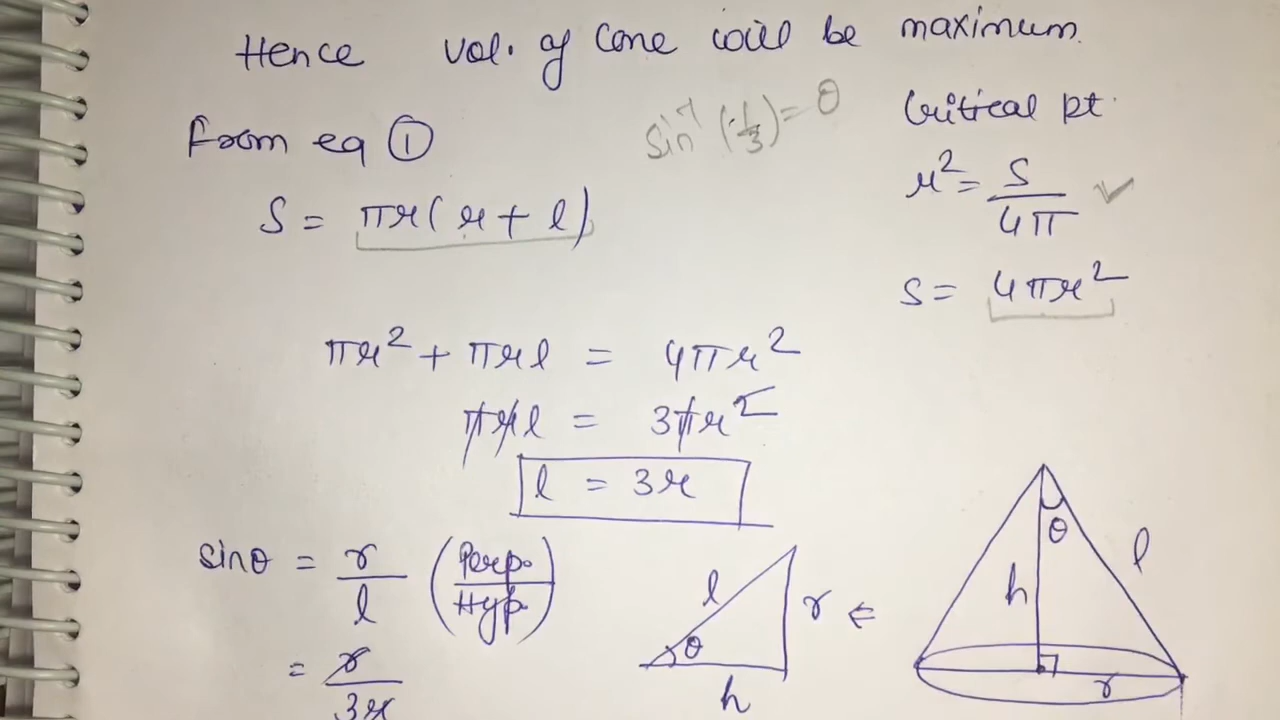 Hence vol. of Cone will be maximum.
From eq ①
sin⁻¹(1/3) = θ
Critical pt.
S = πr(r + l)
r² = S/4π ✓
S = 4πr²
πr² + πrl = 4πr²
πrl = 3πr²
l = 3r
sinθ = r/l (Perp./Hyp.)
= r/3r
l
θ
r ⇐
h
θ
l
h
r